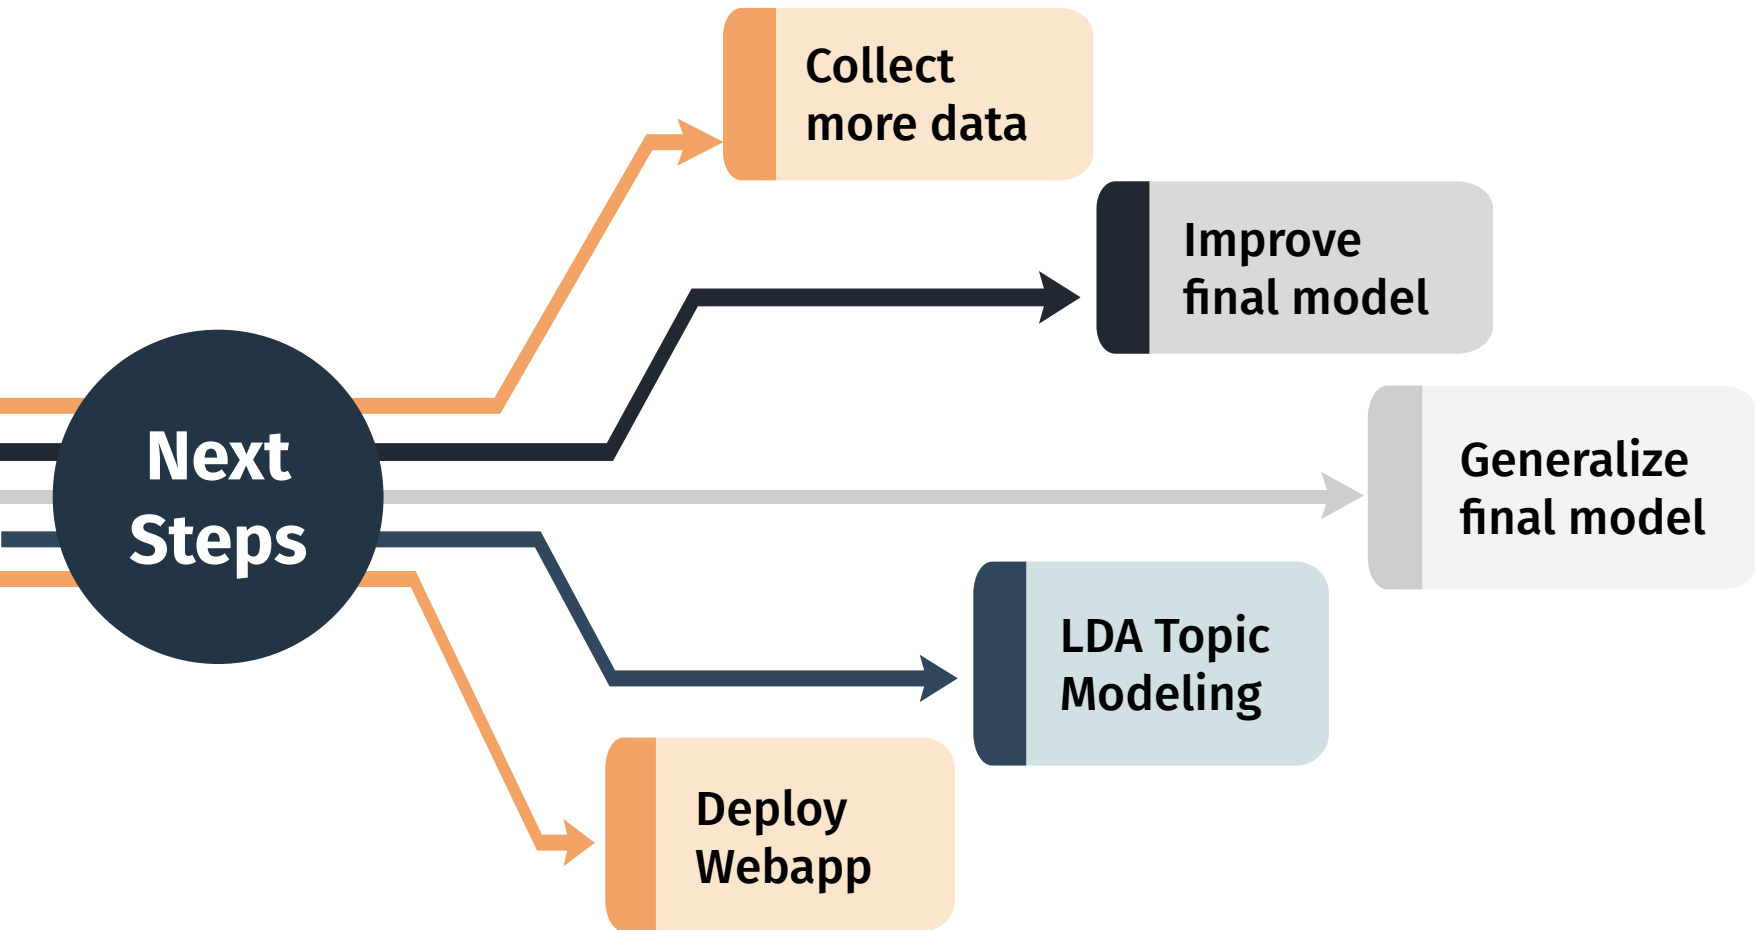 Collect
more data
Improve
final model
Next
Steps
Generalize
final model
LDA Topic
Modeling
Deploy
Webapp